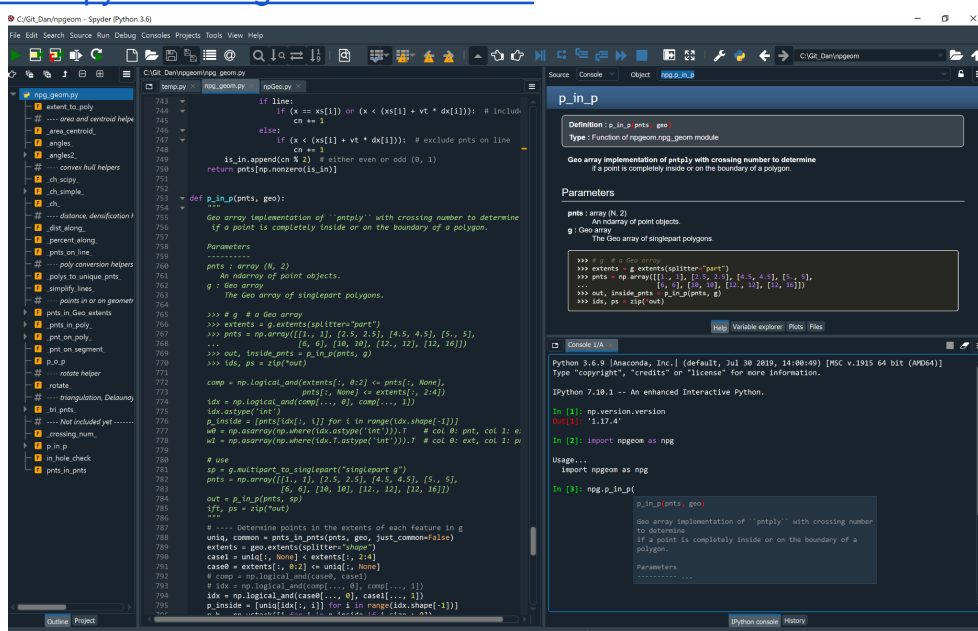 C:/Git_Dan/npgeom - Spyder (Python 3.6)
File Edit Search Source Run Debug Consoles Projects Tools View Help
C:\Git_Dan\npgeom
C:\Git_Dan\npgeom\npg_geom.py
temp.py
npg_geom.py
npGeo.py
npg_geom.py
extent_to_poly
# ---- area and centroid helpe
_area_centroid_
_angles_
_angles2_
# ---- convex hull helpers
_ch_scipy_
_ch_simple_
_ch_
# ---- distance, densification h
_dist_along_
_percent_along_
_pnts_on_line_
# ---- poly conversion helpers
_polys_to_unique_pnts_
_simplify_lines_
# ---- points in or on geometr
pnts_in_Geo_extents
_pnts_in_poly_
_pnt_on_poly_
_pnt_on_segment_
p_o_p
# ---- rotate helper
_rotate_
# ---- triangulation, Delaunay
_tri_pnts_
# ---- Not included yet --------
_crossing_num_
p_in_p
in_hole_check
pnts_in_pnts
Outline Project
743 if line:
744 if (x == xs[i]) or (x < (xs[i] + vt * dx[i])): # include
745 cn += 1
746 else:
747 if (x < (xs[i] + vt * dx[i])): # exclude pnts on line
748 cn += 1
749 is_in.append(cn % 2) # either even or odd (0, 1)
750 return pnts[np.nonzero(is_in)]
751
752
753 def p_in_p(pnts, geo):
754 """
755 Geo array implementation of ``pntply`` with crossing number to determine
756 if a point is completely inside or on the boundary of a polygon.
757
758 Parameters
759 ----------
760 pnts : array (N, 2)
761 An ndarray of point objects.
762 g : Geo array
763 The Geo array of singlepart polygons.
764
765 >>> # g # a Geo array
766 >>> extents = g.extents(splitter="part")
767 >>> pnts = np.array([[1., 1], [2.5, 2.5], [4.5, 4.5], [5., 5],
768 ... [6, 6], [10, 10], [12., 12], [12, 16]])
769 >>> out, inside_pnts = p_in_p(pnts, g)
770 >>> ids, ps = zip(*out)
771
772 comp = np.logical_and(extents[:, 0:2] <= pnts[:, None],
773 pnts[:, None] <= extents[:, 2:4])
774 idx = np.logical_and(comp[..., 0], comp[..., 1])
775 idx.astype('int')
776 p_inside = [pnts[idx[:, i]] for i in range(idx.shape[-1])]
777 w0 = np.asarray(np.where(idx.astype('int'))).T # col 0: pnt, col 1: e
778 w1 = np.asarray(np.where(idx.T.astype('int'))).T # col 0: ext, col 1: p
779
780 # use
781 sp = g.multipart_to_singlepart("singlepart g")
782 pnts = np.array([[1., 1], [2.5, 2.5], [4.5, 4.5], [5., 5],
783 [6, 6], [10, 10], [12., 12], [12, 16]])
784 out = p_in_p(pnts, sp)
785 ift, ps = zip(*out)
786 """
787 # ---- Determine points in the extents of each feature in g
788 uniq, common = pnts_in_pnts(pnts, geo, just_common=False)
789 extents = geo.extents(splitter="shape")
790 case1 = uniq[:, None] < extents[:, 2:4]
791 case0 = extents[:, 0:2] <= uniq[:, None]
792 # comp = np.logical_and(case0, case1)
793 # idx = np.logical_and(comp[..., 0], comp[..., 1])
794 idx = np.logical_and(case0[..., 0], case1[..., 1])
795 p_inside = [uniq[idx[:, i]] for i in range(idx.shape[-1])]
Source Console Object npg.p_in_p
p_in_p
Definition : p_in_p(pnts, geo)
Type : Function of npgeom.npg_geom module
Geo array implementation of pntply with crossing number to determine
if a point is completely inside or on the boundary of a polygon.
Parameters
pnts : array (N, 2)
An ndarray of point objects.
g : Geo array
The Geo array of singlepart polygons.
>>> # g # a Geo array
>>> extents = g.extents(splitter="part")
>>> pnts = np.array([[1., 1], [2.5, 2.5], [4.5, 4.5], [5., 5],
... [6, 6], [10, 10], [12., 12], [12, 16]])
>>> out, inside_pnts = p_in_p(pnts, g)
>>> ids, ps = zip(*out)
Help Variable explorer Plots Files
Console 1/A
Python 3.6.9 |Anaconda, Inc.| (default, Jul 30 2019, 14:00:49) [MSC v.1915 64 bit (AMD64)]
Type "copyright", "credits" or "license" for more information.
IPython 7.10.1 -- An enhanced Interactive Python.
In [1]: np.version.version
Out[1]: '1.17.4'
In [2]: import npgeom as npg
Usage...
import npgeom as npg
In [3]: npg.p_in_p(
p_in_p(pnts, geo)
Geo array implementation of ``pntply`` with crossing number
to determine
if a point is completely inside or on the boundary of a
polygon.
Parameters
---------- ...
IPython console History